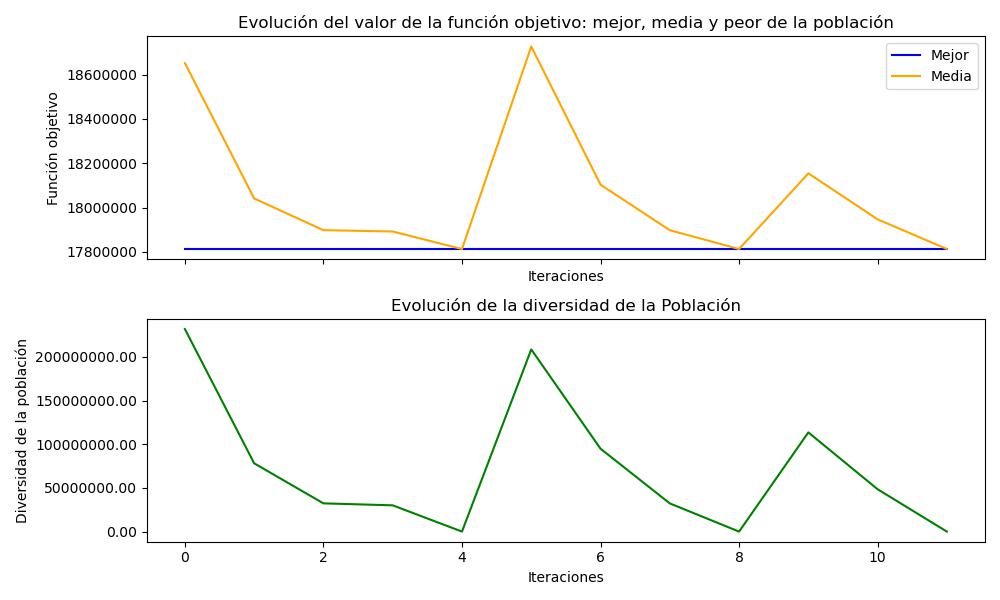 Evolución del valor de la función objetivo: mejor, media y peor de la población
Mejor
Media
Función objetivo
18600000
18400000
18200000
18000000
17800000
Iteraciones
Evolución de la diversidad de la Población
Diversidad de la población
200000000.00
150000000.00
100000000.00
50000000.00
0.00
0 2 4 6 8 10
Iteraciones